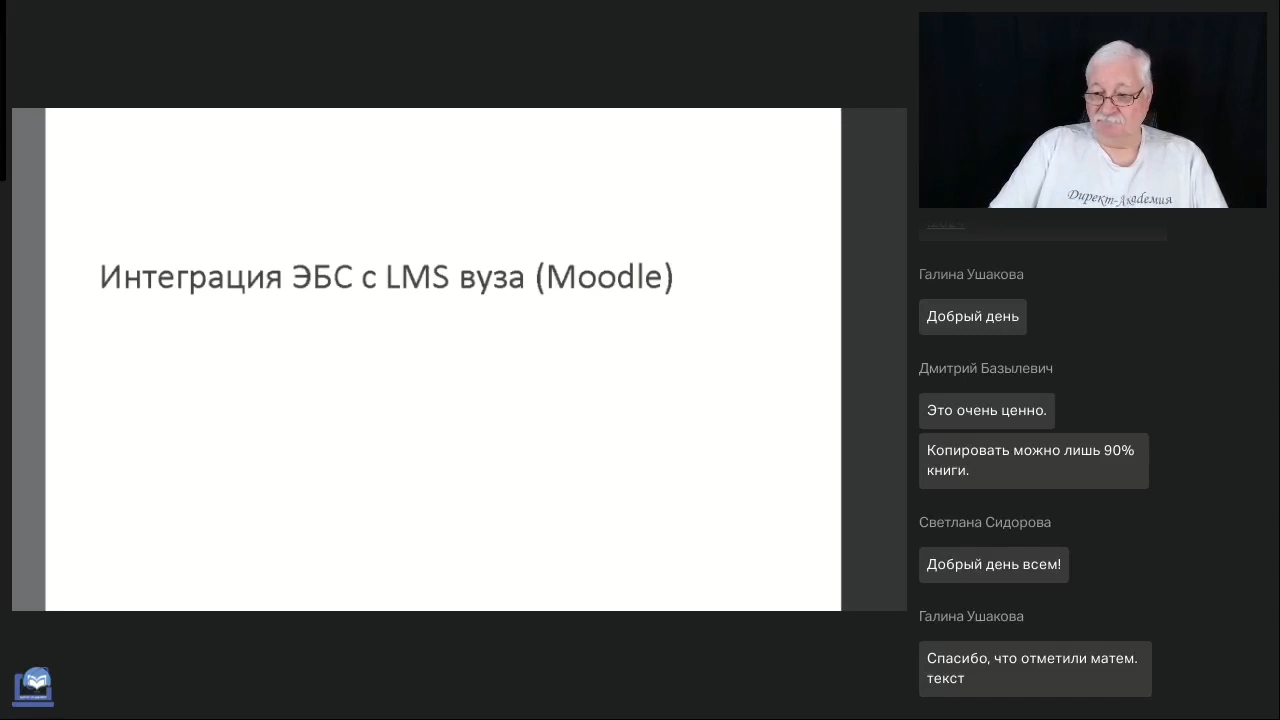 Интеграция ЭБС с LMS вуза (Moodle)
Директ-Академия
Галина Ушакова
Добрый день
Дмитрий Базылевич
Это очень ценно.
Копировать можно лишь 90%
книги.
Светлана Сидорова
Добрый день всем!
Галина Ушакова
Спасибо, что отметили матем.
текст